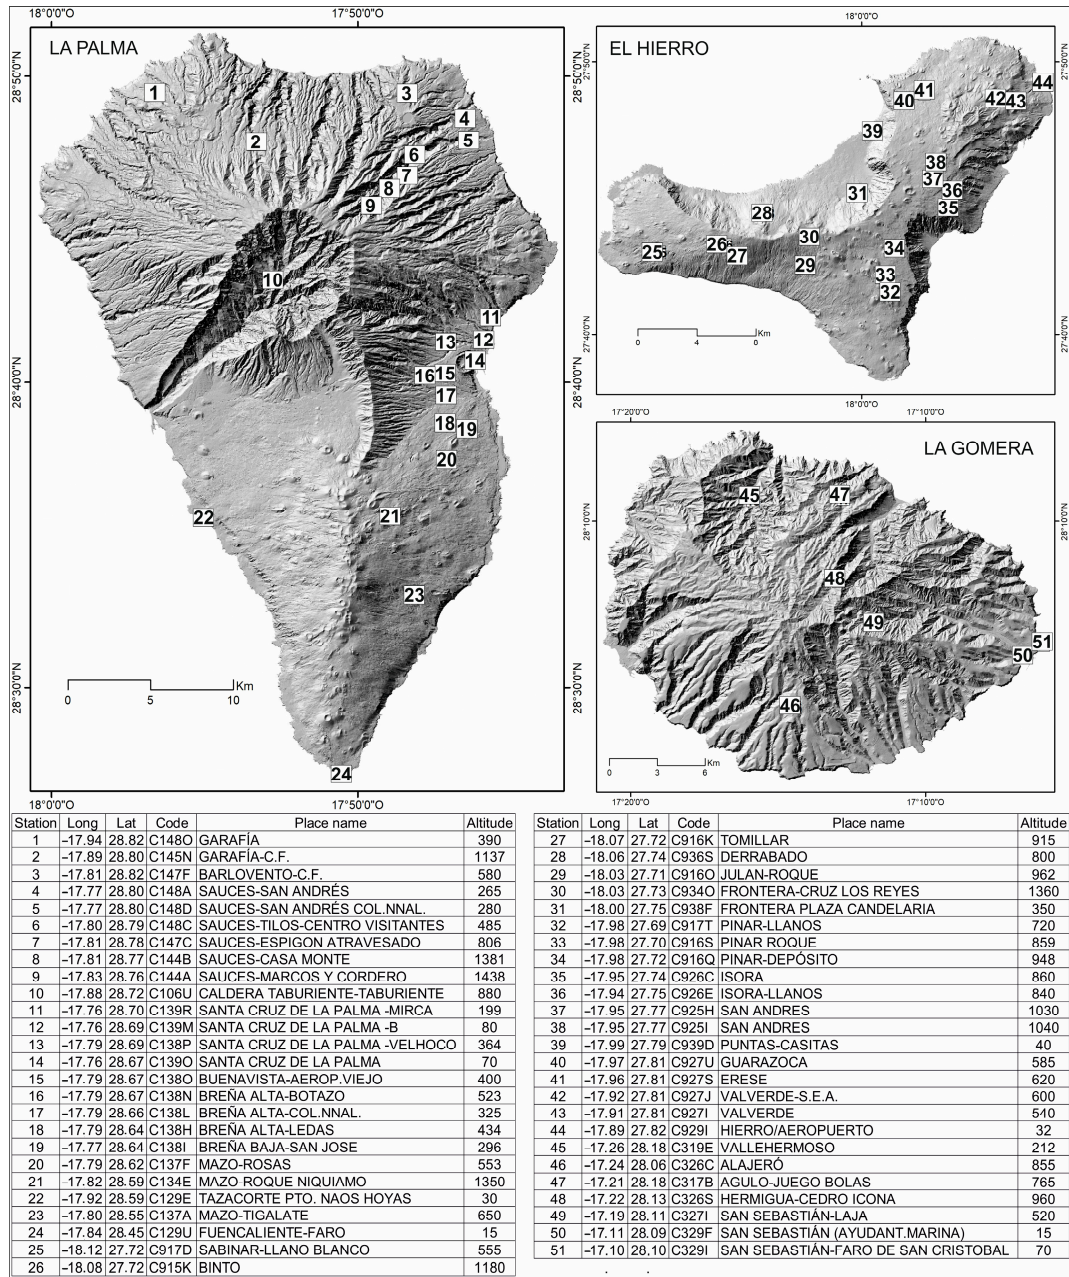 18°0'0"O 17°50'0"O
LA PALMA
28°50'0"N
28°40'0"N
28°30'0"N
1
2
3
4
5
6
7
8
9
10
11
12
13
14
15
16
17
18
19
20
21
22
23
24
0 5 10 Km
18°0'0"O 17°50'0"O
18°0'0"O
EL HIERRO
27°50'0"N 27°50'0"N
27°40'0"N 27°40'0"N
25
26
27
28
29
30
31
32
33
34
35
36
37
38
39
40
41
42
43
44
0 4 0 Km
17°20'0"O 18°0'0"O 17°10'0"O
LA GOMERA
28°10'0"N 28°10'0"N
45
46
47
48
49
50
51
0 3 6 Km
17°20'0"O 17°10'0"O
Station Long Lat Code Place name Altitude
1 –17.94 28.82 C148O GARAFÍA 390
2 –17.89 28.80 C145N GARAFÍA-C.F. 1137
3 –17.81 28.82 C147F BARLOVENTO-C.F. 580
4 –17.77 28.80 C148A SAUCES-SAN ANDRÉS 265
5 –17.77 28.80 C148D SAUCES-SAN ANDRÉS COL.NNAL. 280
6 –17.80 28.79 C148C SAUCES-TILOS-CENTRO VISITANTES 485
7 –17.81 28.78 C147C SAUCES-ESPIGON ATRAVESADO 806
8 –17.81 28.77 C144B SAUCES-CASA MONTE 1381
9 –17.83 28.76 C144A SAUCES-MARCOS Y CORDERO 1438
10 –17.88 28.72 C106U CALDERA TABURIENTE-TABURIENTE 880
11 –17.76 28.70 C139R SANTA CRUZ DE LA PALMA -MIRCA 199
12 –17.76 28.69 C139M SANTA CRUZ DE LA PALMA -B 80
13 –17.79 28.69 C138P SANTA CRUZ DE LA PALMA -VELHOCO 364
14 –17.76 28.67 C139O SANTA CRUZ DE LA PALMA 70
15 –17.79 28.67 C138O BUENAVISTA-AEROP.VIEJO 400
16 –17.79 28.67 C138N BREÑA ALTA-BOTAZO 523
17 –17.79 28.66 C138L BREÑA ALTA-COL.NNAL. 325
18 –17.79 28.64 C138H BREÑA ALTA-LEDAS 434
19 –17.77 28.64 C138I BREÑA BAJA-SAN JOSE 296
20 –17.79 28.62 C137F MAZO-ROSAS 553
21 –17.82 28.59 C134E MAZO ROQUE NIQUIAMO 1350
22 –17.92 28.59 C129E TAZACORTE PTO. NAOS HOYAS 30
23 –17.80 28.55 C137A MAZO-TIGALATE 650
24 –17.84 28.45 C129U FUENCALIENTE-FARO 15
25 –18.12 27.72 C917D SABINAR-LLANO BLANCO 555
26 –18.08 27.72 C915K BINTO 1180
Station Long Lat Code Place name Altitude
27 –18.07 27.72 C916K TOMILLAR 915
28 –18.06 27.74 C936S DERRABADO 800
29 –18.03 27.71 C916O JULAN-ROQUE 962
30 –18.03 27.73 C934O FRONTERA-CRUZ LOS REYES 1360
31 –18.00 27.75 C938F FRONTERA PLAZA CANDELARIA 350
32 –17.98 27.69 C917T PINAR-LLANOS 720
33 –17.98 27.70 C916S PINAR ROQUE 859
34 –17.98 27.72 C916Q PINAR-DEPÓSITO 948
35 –17.95 27.74 C926C ISORA 860
36 –17.94 27.75 C926E ISORA-LLANOS 840
37 –17.95 27.77 C925H SAN ANDRES 1030
38 –17.95 27.77 C925I SAN ANDRES 1040
39 –17.99 27.79 C939D PUNTAS-CASITAS 40
40 –17.97 27.81 C927U GUARAZOCA 585
41 –17.96 27.81 C927S ERESE 620
42 –17.92 27.81 C927J VALVERDE-S.E.A. 600
43 –17.91 27.81 C927I VALVERDE 540
44 –17.89 27.82 C929I HIERRO/AEROPUERTO 32
45 –17.26 28.18 C319E VALLEHERMOSO 212
46 –17.24 28.06 C326C ALAJERÓ 855
47 –17.21 28.18 C317B AGULO-JUEGO BOLAS 765
48 –17.22 28.13 C326S HERMIGUA-CEDRO ICONA 960
49 –17.19 28.11 C327I SAN SEBASTIÁN-LAJA 520
50 –17.11 28.09 C329F SAN SEBASTIÁN (AYUDANT.MARINA) 15
51 –17.10 28.10 C329I SAN SEBASTIÁN-FARO DE SAN CRISTOBAL 70